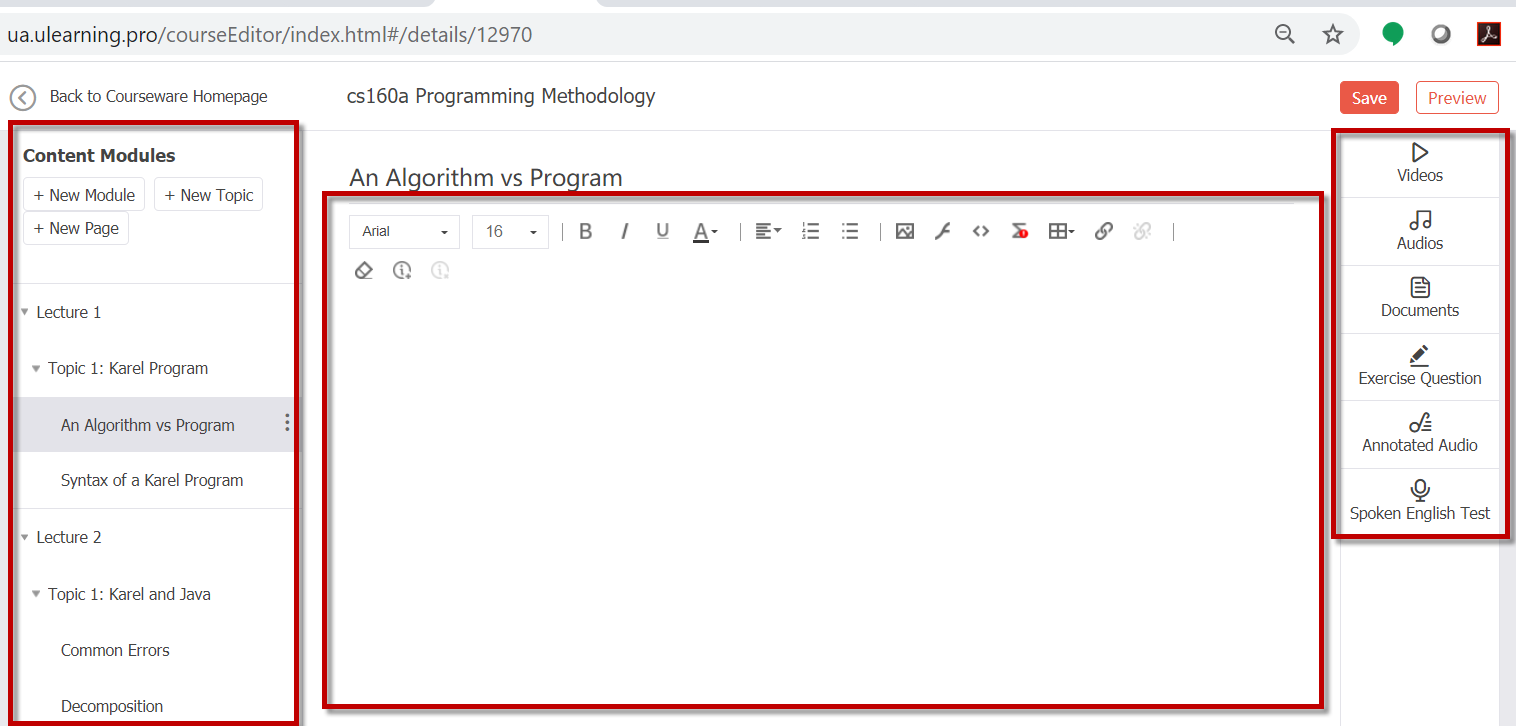 ua.ulearning.pro/courseEditor/index.html#/details/12970
Back to Courseware Homepage
cs160a Programming Methodology
Save
Preview
Content Modules
+ New Module
+ New Topic
+ New Page
Lecture 1
Topic 1: Karel Program
An Algorithm vs Program
Syntax of a Karel Program
Lecture 2
Topic 1: Karel and Java
Common Errors
Decomposition
An Algorithm vs Program
Arial
16
B I U A
Videos
Audios
Documents
Exercise Question
Annotated Audio
Spoken English Test